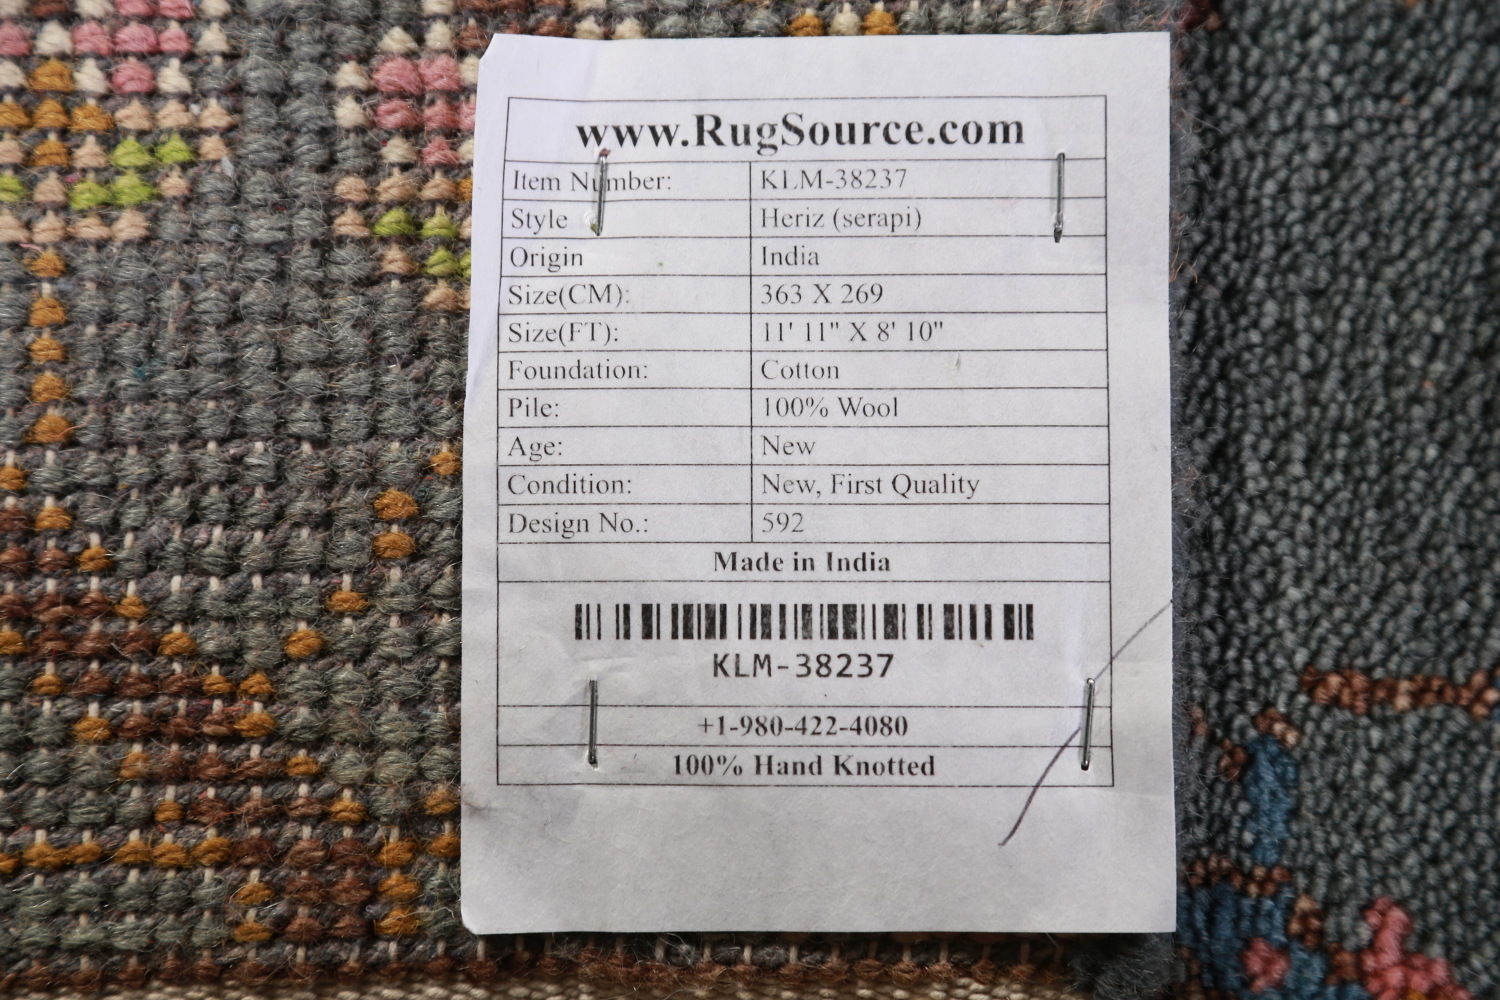 www.RugSource.com
Item Number: KLM-38237
Style Heriz (serapi)
Origin India
Size(CM): 363 X 269
Size(FT): 11' 11" X 8' 10"
Foundation: Cotton
Pile: 100% Wool
Age: New
Condition: New, First Quality
Design No.: 592
Made in India
KLM-38237
+1-980-422-4080
100% Hand Knotted